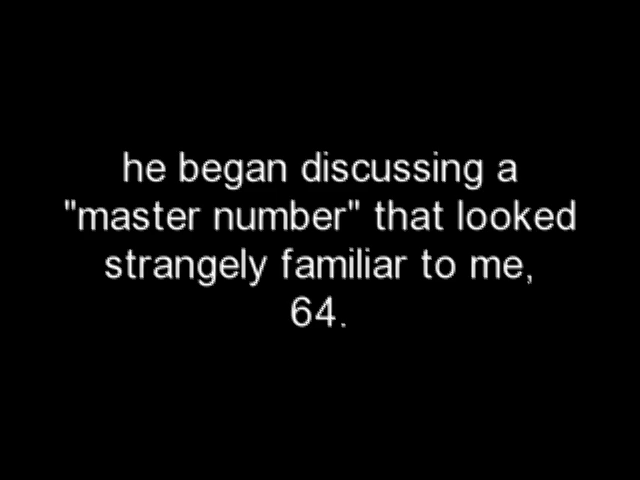 he began discussing a
"master number" that looked
strangely familiar to me,
64.